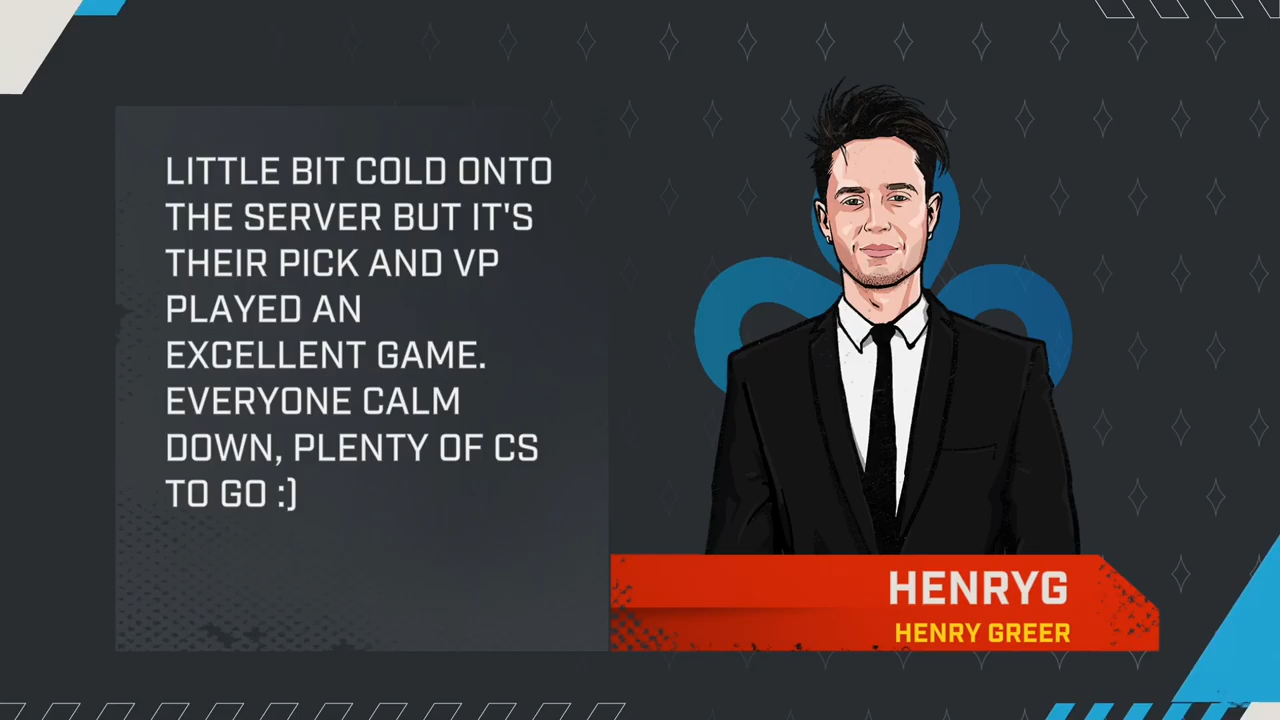 LITTLE BIT COLD ONTO
THE SERVER BUT IT'S
THEIR PICK AND VP
PLAYED AN
EXCELLENT GAME.
EVERYONE CALM
DOWN, PLENTY OF CS
TO GO :)
HENRYG
HENRY GREER